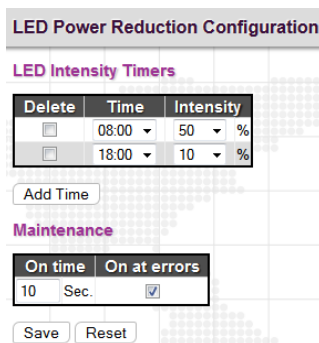 LED Power Reduction Configuration
LED Intensity Timers
Delete Time Intensity
08:00 50 %
18:00 10 %
Add Time
Maintenance
On time On at errors
10 Sec.
Save Reset